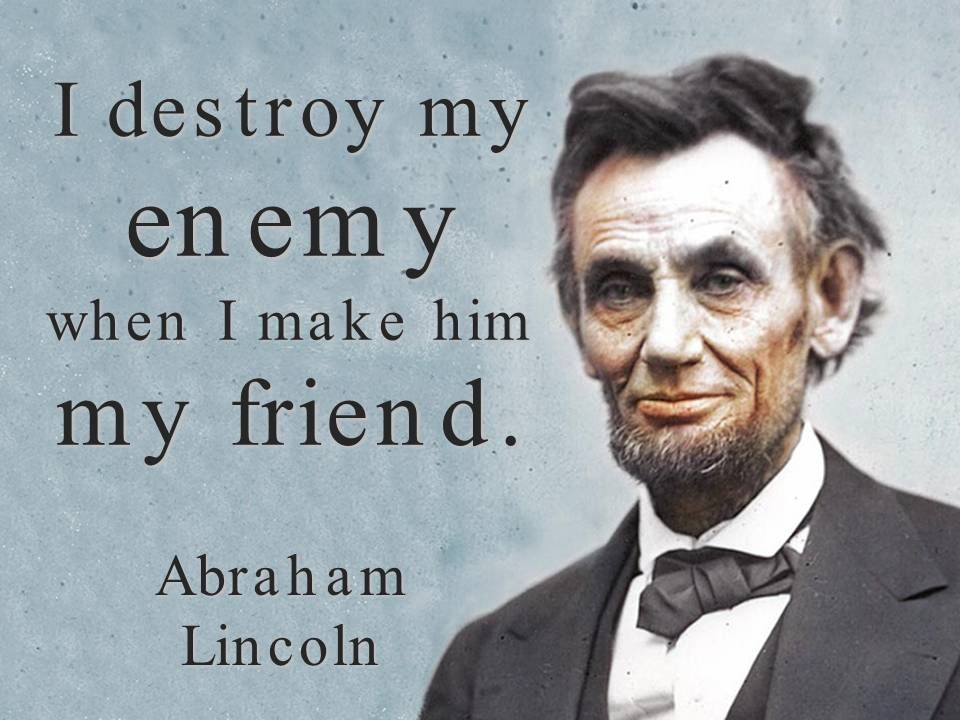 I destroy my
enemy
when I make him
my friend.
Abraham
Lincoln